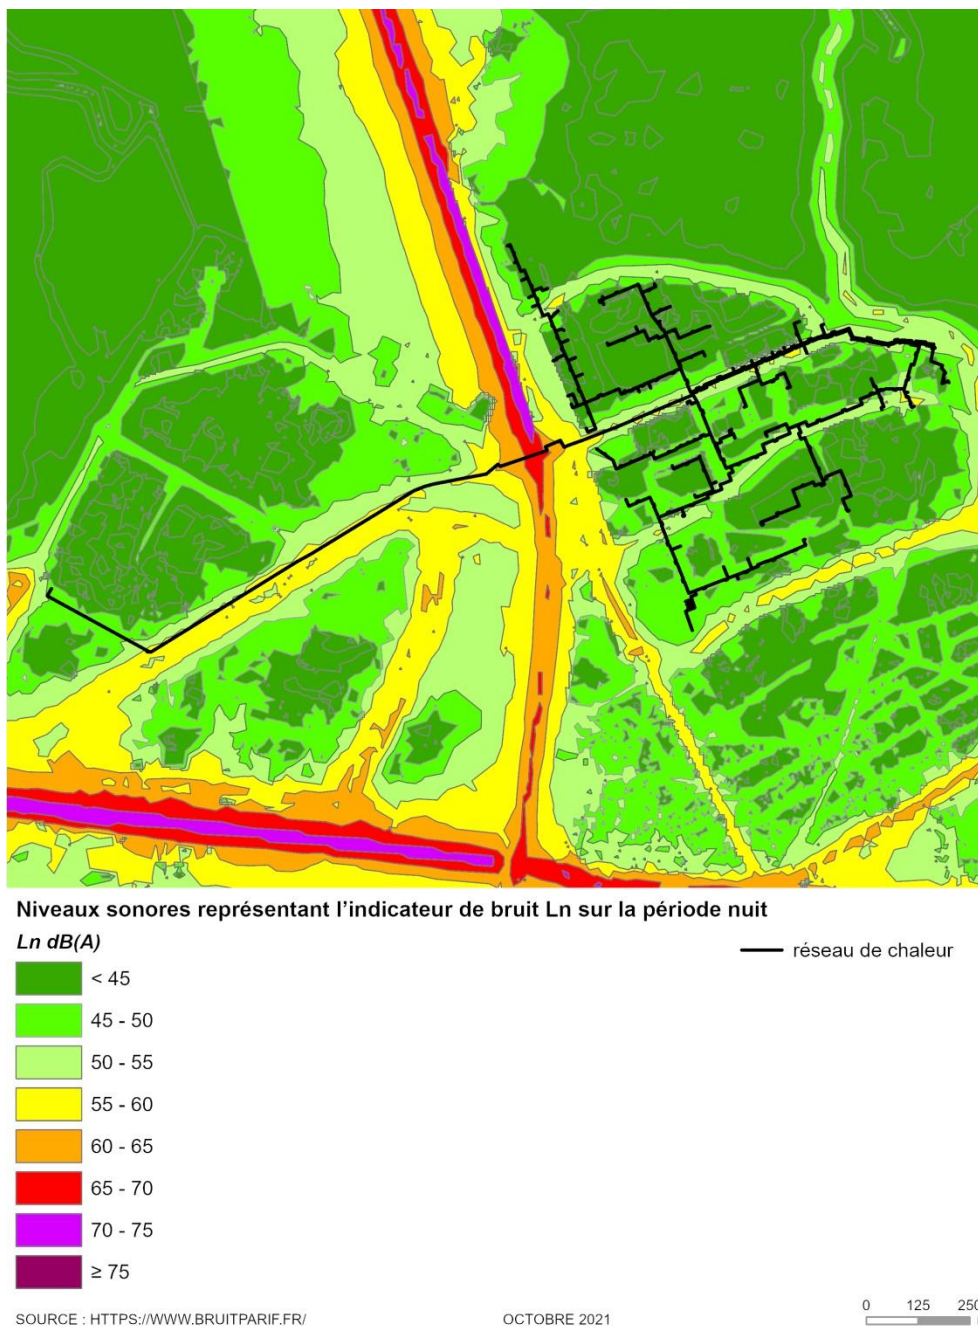 Niveaux sonores représentant l'indicateur de bruit Ln sur la période nuit
Ln dB(A)
réseau de chaleur
< 45
45 - 50
50 - 55
55 - 60
60 - 65
65 - 70
70 - 75
≥ 75
0 125 250
SOURCE : HTTPS://WWW.BRUITPARIF.FR/ OCTOBRE 2021